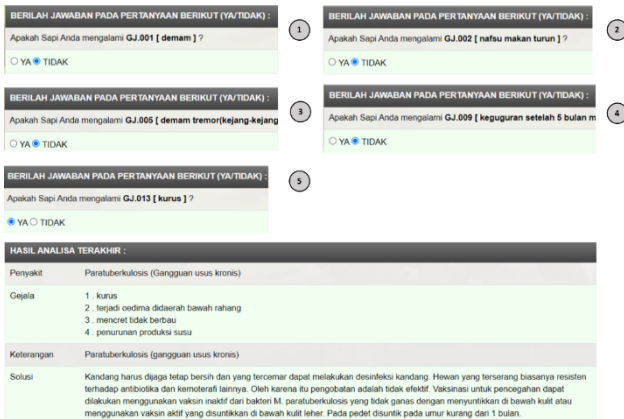 BERILAH JAWABAN PADA PERTANYAAN BERIKUT (YA/TIDAK) :
Apakah Sapi Anda mengalami GJ.001 [ demam ] ?
YA TIDAK
1
BERILAH JAWABAN PADA PERTANYAAN BERIKUT (YA/TIDAK) :
Apakah Sapi Anda mengalami GJ.002 [ nafsu makan turun ] ?
YA TIDAK
2
BERILAH JAWABAN PADA PERTANYAAN BERIKUT (YA/TIDAK) :
Apakah Sapi Anda mengalami GJ.005 [ demam tremor(kejang-kejang
YA TIDAK
3
BERILAH JAWABAN PADA PERTANYAAN BERIKUT (YA/TIDAK) :
Apakah Sapi Anda mengalami GJ.009 [ keguguran setelah 5 bulan m
YA TIDAK
4
BERILAH JAWABAN PADA PERTANYAAN BERIKUT (YA/TIDAK) :
Apakah Sapi Anda mengalami GJ.013 [ kurus ] ?
YA TIDAK
5
HASIL ANALISA TERAKHIR :
Penyakit Paratuberkulosis (Gangguan usus kronis)
Gejala 1 . kurus
2 . terjadi oedima didaerah bawah rahang
3 . mencret tidak berbau
4 . penurunan produksi susu
Keterangan Paratuberkulosis (gangguan usus kronis)
Solusi Kandang harus dijaga tetap bersih dan yang tercemar dapat melakukan desinfeksi kandang. Hewan yang terserang biasanya resisten
terhadap antibiotika dan kemoterafi lainnya. Oleh karena itu pengobatan adalah tidak efektif. Vaksinasi untuk pencegahan dapat
dilakukan menggunakan vaksin inaktif dari bakteri M. paratuberkulosis yang tidak ganas dengan menyuntikkan di bawah kulit atau
menggunakan vaksin aktif yang disuntikkan di bawah kulit leher. Pada pedet disuntik pada umur kurang dari 1 bulan.